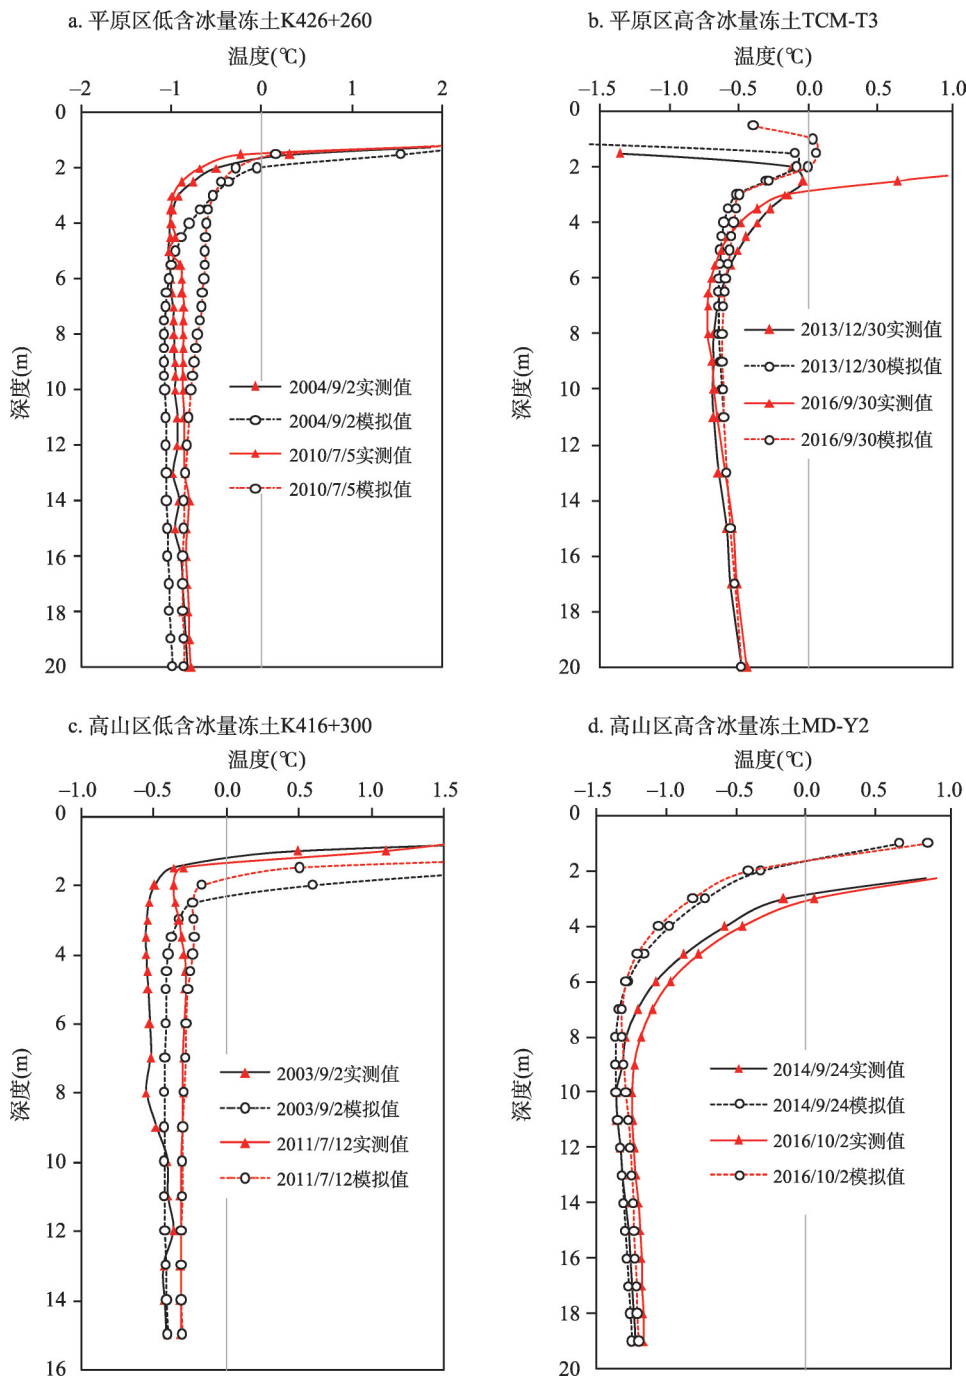 a. 平原区低含冰量冻土K426+260
温度(℃)
−2 −1 0 1 2
0
2
4
6
8
10
12
14
16
18
20
深度(m)
2004/9/2实测值
2004/9/2模拟值
2010/7/5实测值
2010/7/5模拟值
b. 平原区高含冰量冻土TCM-T3
温度(℃)
−1.5 −1.0 −0.5 0.0 0.5 1.0
0
2
4
6
8
10
12
14
16
18
20
深度(m)
2013/12/30实测值
2013/12/30模拟值
2016/9/30实测值
2016/9/30模拟值
c. 高山区低含冰量冻土K416+300
温度(℃)
−1.0 −0.5 0.0 0.5 1.0 1.5
0
2
4
6
8
10
12
14
16
深度(m)
2003/9/2实测值
2003/9/2模拟值
2011/7/12实测值
2011/7/12模拟值
d. 高山区高含冰量冻土MD-Y2
温度(℃)
−1.5 −1.0 −0.5 0.0 0.5 1.0
0
2
4
6
8
10
12
14
16
18
20
深度(m)
2014/9/24实测值
2014/9/24模拟值
2016/10/2实测值
2016/10/2模拟值